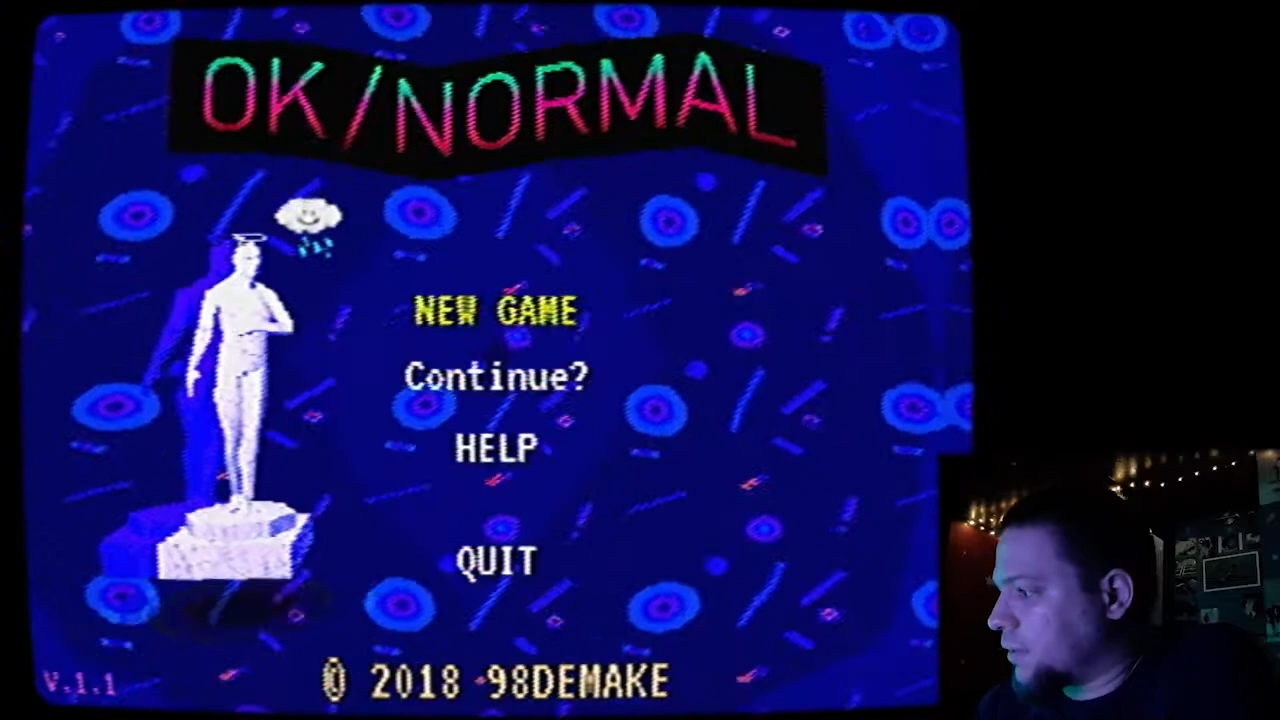 OK/NORMAL
NEW GAME
Continue?
HELP
QUIT
V.1.1
© 2018 98DEMAKE